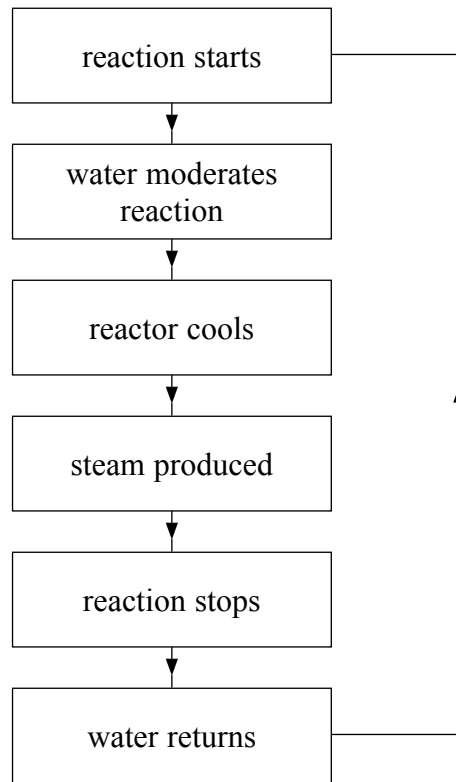 reaction starts
water moderates
reaction
reactor cools
steam produced
reaction stops
water returns